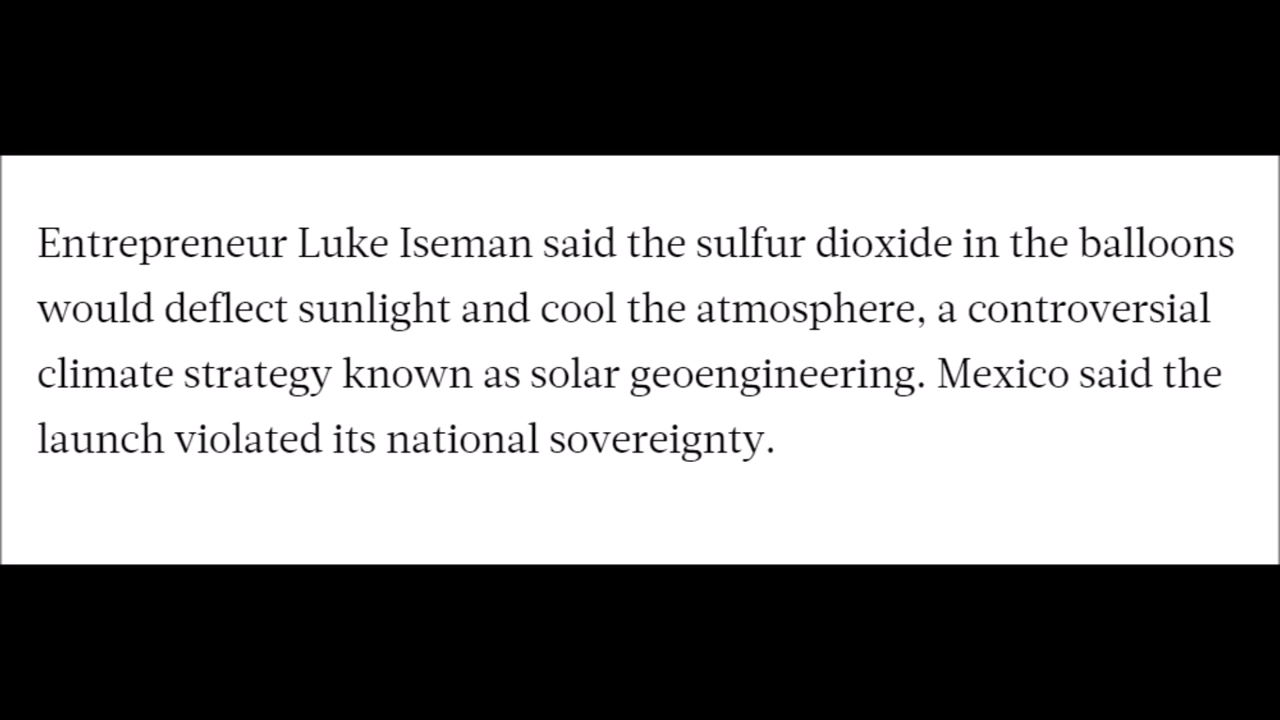 Entrepreneur Luke Iseman said the sulfur dioxide in the balloons
would deflect sunlight and cool the atmosphere, a controversial
climate strategy known as solar geoengineering. Mexico said the
launch violated its national sovereignty.